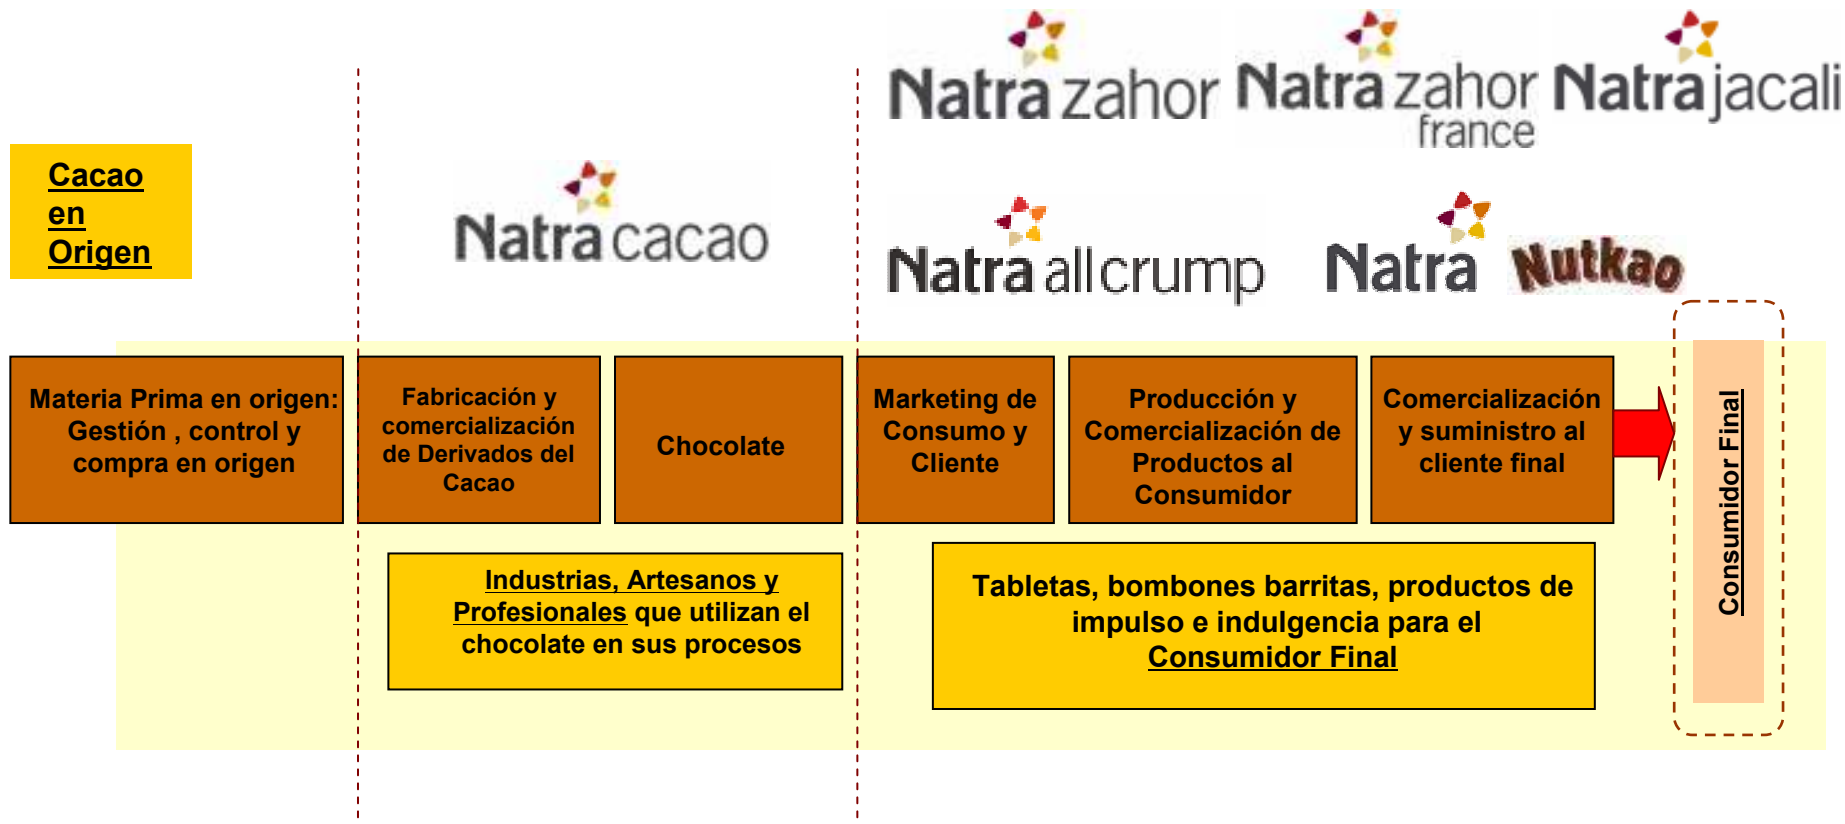 Natra zahor
Natra zahor
france
Natra jacali
Cacao
en
Origen
Natra cacao
Natra allcrump
Natra
Nutkao
Materia Prima en origen:
Gestión , control y
compra en origen
Fabricación y
comercialización
de Derivados del
Cacao
Chocolate
Marketing de
Consumo y
Cliente
Producción y
Comercialización de
Productos al
Consumidor
Comercialización
y suministro al
cliente final
Consumidor Final
Industrias, Artesanos y
Profesionales que utilizan el
chocolate en sus procesos
Tabletas, bombones barritas, productos de
impulso e indulgencia para el
Consumidor Final